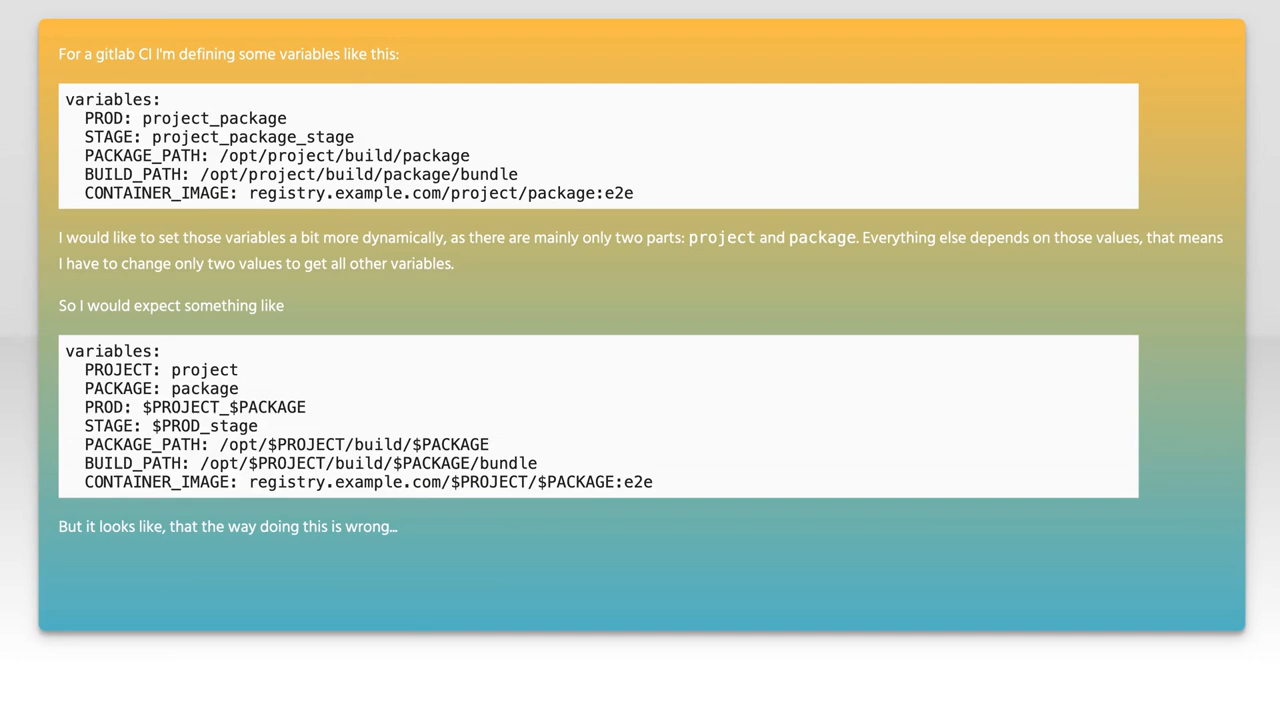 For a gitlab CI I'm defining some variables like this:
variables:
  PROD: project_package
  STAGE: project_package_stage
  PACKAGE_PATH: /opt/project/build/package
  BUILD_PATH: /opt/project/build/package/bundle
  CONTAINER_IMAGE: registry.example.com/project/package:e2e
I would like to set those variables a bit more dynamically, as there are mainly only two parts: project and package. Everything else depends on those values, that means
I have to change only two values to get all other variables.
So I would expect something like
variables:
  PROJECT: project
  PACKAGE: package
  PROD: $PROJECT_$PACKAGE
  STAGE: $PROD_stage
  PACKAGE_PATH: /opt/$PROJECT/build/$PACKAGE
  BUILD_PATH: /opt/$PROJECT/build/$PACKAGE/bundle
  CONTAINER_IMAGE: registry.example.com/$PROJECT/$PACKAGE:e2e
But it looks like, that the way doing this is wrong...